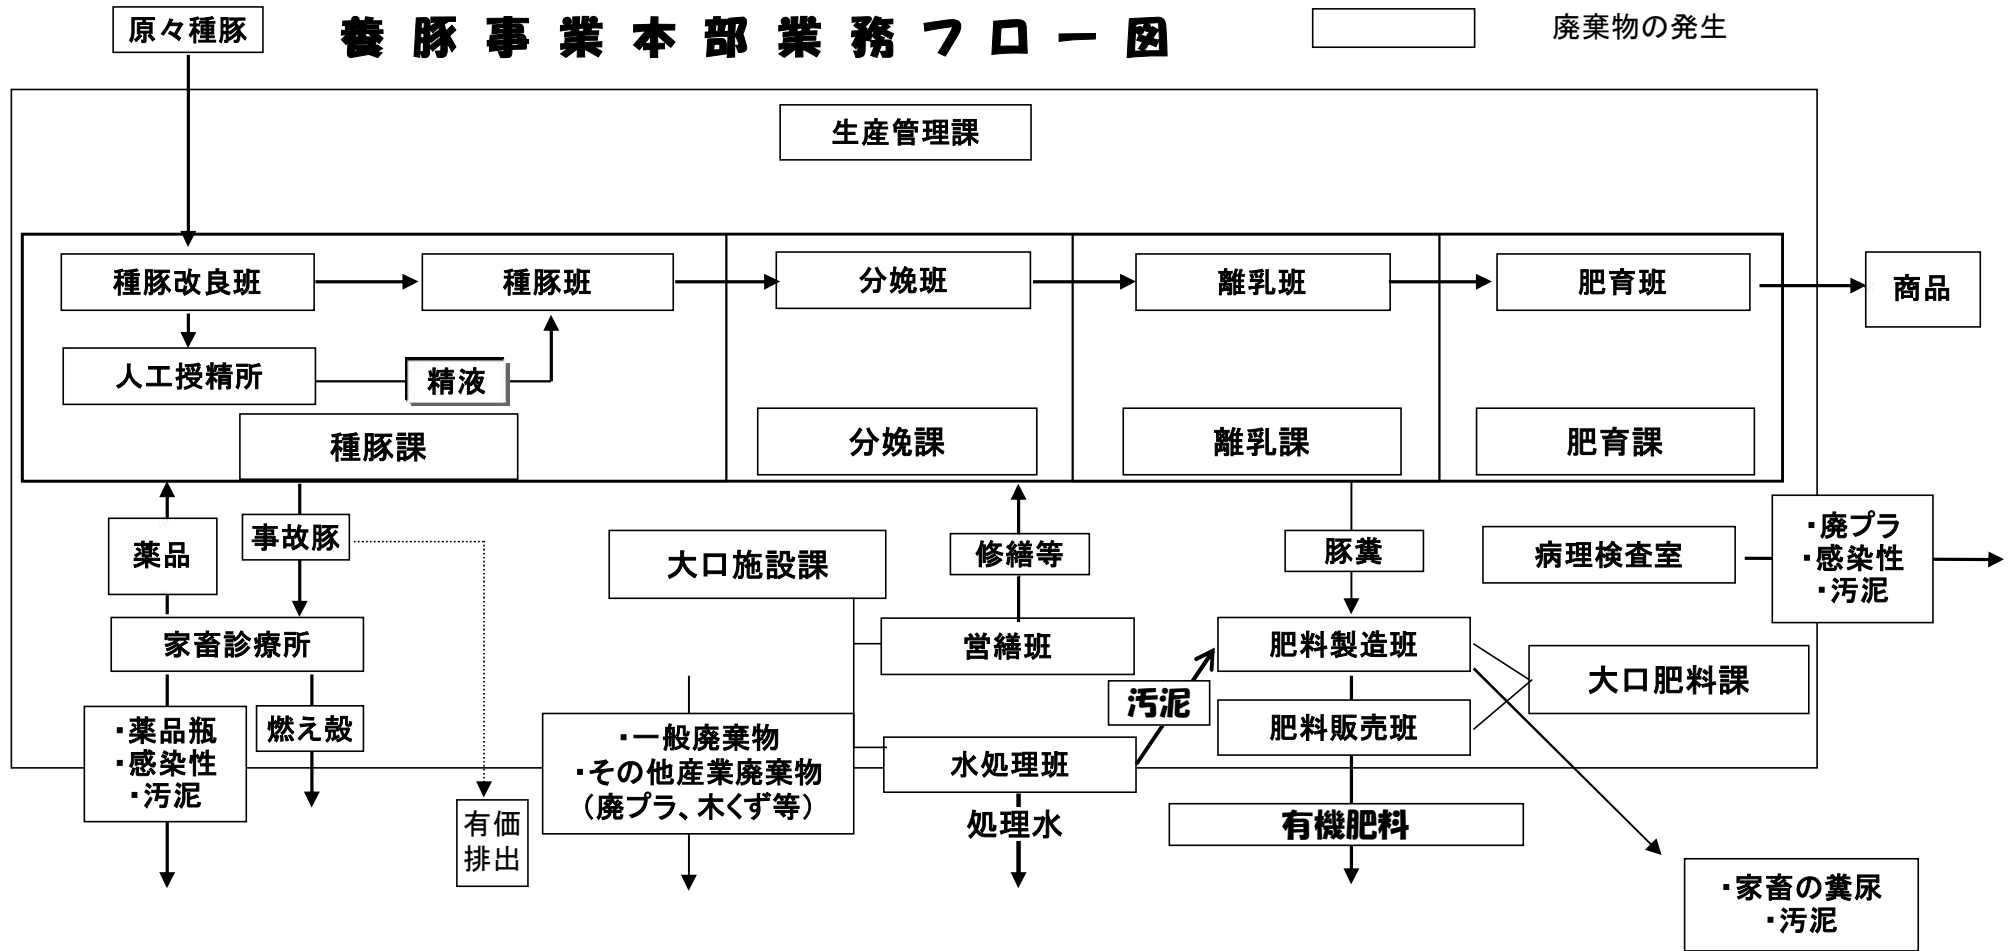 原々種豚
養豚事業本部業務フロー図
廃棄物の発生
生産管理課
種豚改良班
種豚班
分娩班
離乳班
肥育班
商品
人工授精所
精液
種豚課
分娩課
離乳課
肥育課
薬品
事故豚
大口施設課
修繕等
豚糞
病理検査室
・廃プラ
・感染性
・汚泥
家畜診療所
営繕班
肥料製造班
大口肥料課
汚泥
・薬品瓶
・感染性
・汚泥
燃え殻
・一般廃棄物
・その他産業廃棄物
（廃プラ、木くず等）
水処理班
肥料販売班
有価
排出
処理水
有機肥料
・家畜の糞尿
・汚泥